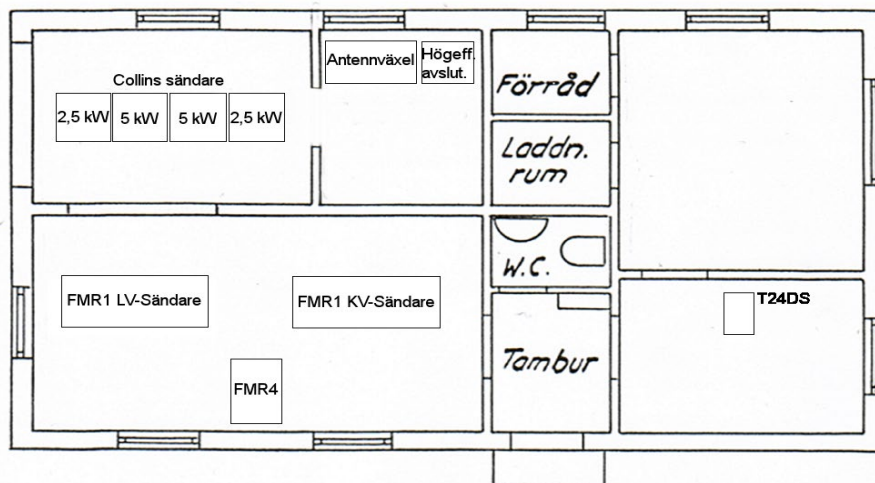 Antennväxel
Högeff.
avslut.
Collins sändare
2,5 kW
5 kW
5 kW
2,5 kW
Förråd
Laddn.
rum
W.C.
FMR1 LV-Sändare
FMR1 KV-Sändare
T24DS
Tambur
FMR4